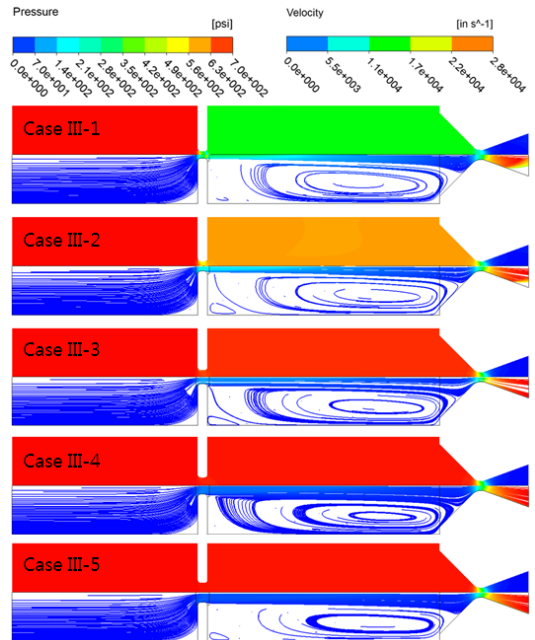 Pressure
[psi]
0.0e+000
7.0e+001
1.4e+002
2.1e+002
2.8e+002
3.5e+002
4.2e+002
4.9e+002
5.6e+002
6.3e+002
7.0e+002
Velocity
[in s^-1]
0.0e+000
5.5e+003
1.1e+004
1.7e+004
2.2e+004
2.8e+004
Case III-1
Case III-2
Case III-3
Case III-4
Case III-5